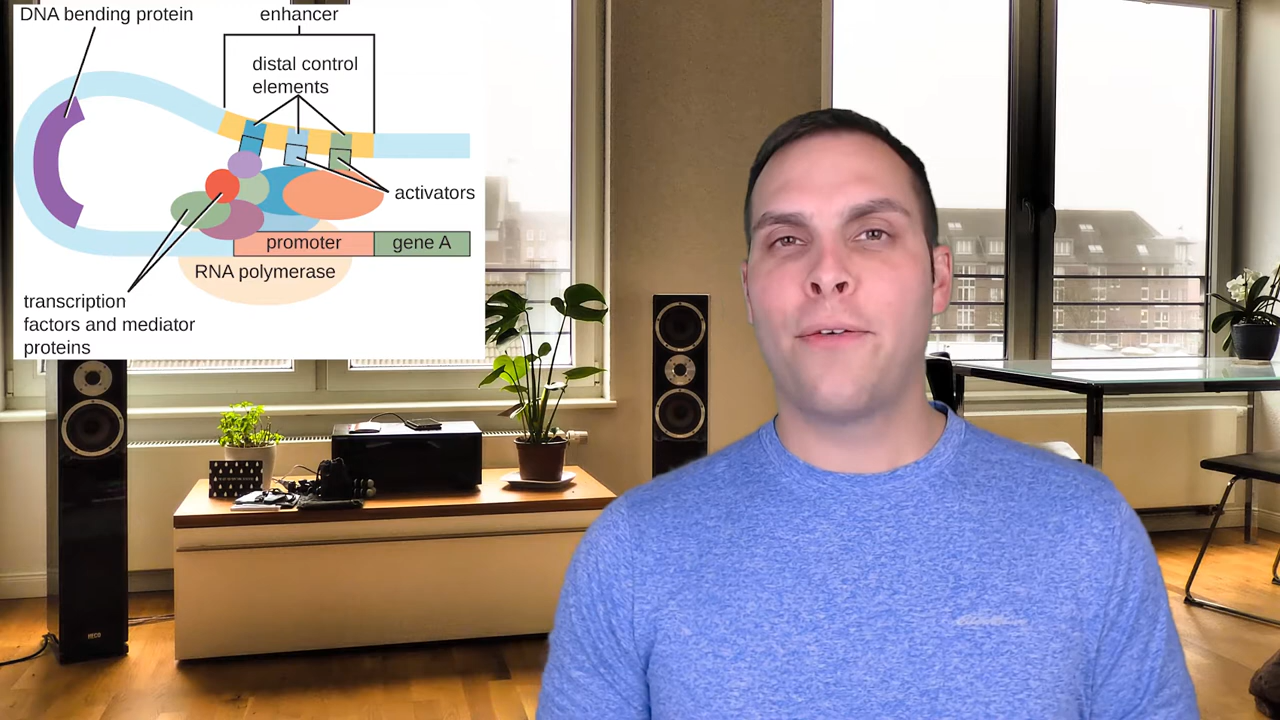 DNA bending protein
enhancer
distal control
elements
activators
promoter
gene A
RNA polymerase
transcription
factors and mediator
proteins